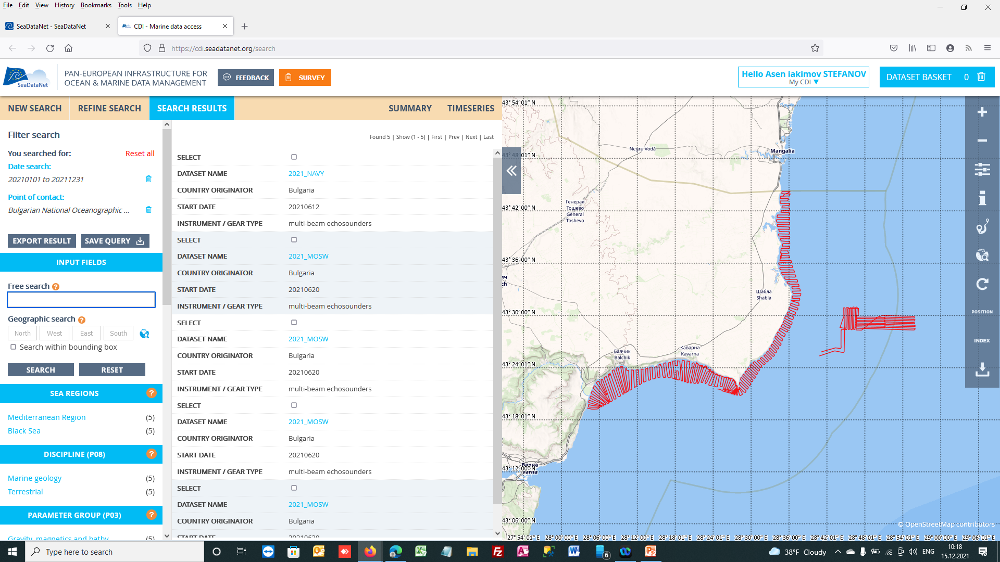 File Edit View History Bookmarks Tools Help
SeaDataNet - SeaDataNet
CDI - Marine data access
https://cdi.seadatanet.org/search
SeaDataNet
PAN-EUROPEAN INFRASTRUCTURE FOR
OCEAN & MARINE DATA MANAGEMENT
FEEDBACK
SURVEY
Hello Asen iakimov STEFANOV
My CDI ▼
DATASET BASKET 0
NEW SEARCH
REFINE SEARCH
SEARCH RESULTS
SUMMARY
TIMESERIES
Filter search
You searched for: Reset all
Date search:
20210101 to 20211231
Point of contact:
Bulgarian National Oceanographic ...
EXPORT RESULT
SAVE QUERY
INPUT FIELDS
Free search ?
Geographic search ?
North West East South
Search within bounding box
SEARCH RESET
SEA REGIONS ?
Mediterranean Region (5)
Black Sea (5)
DISCIPLINE (P08) ?
Marine geology (5)
Terrestrial (5)
PARAMETER GROUP (P03) ?
Gravity, magnetics and bathy (5)
Found 5 | Show (1 - 5) | First | Prev | Next | Last
SELECT
DATASET NAME 2021_NAVY
COUNTRY ORIGINATOR Bulgaria
START DATE 20210612
INSTRUMENT / GEAR TYPE multi-beam echosounders
SELECT
DATASET NAME 2021_MOSW
COUNTRY ORIGINATOR Bulgaria
START DATE 20210620
INSTRUMENT / GEAR TYPE multi-beam echosounders
SELECT
DATASET NAME 2021_MOSW
COUNTRY ORIGINATOR Bulgaria
START DATE 20210620
INSTRUMENT / GEAR TYPE multi-beam echosounders
SELECT
DATASET NAME 2021_MOSW
COUNTRY ORIGINATOR Bulgaria
START DATE 20210620
INSTRUMENT / GEAR TYPE multi-beam echosounders
SELECT
DATASET NAME 2021_MOSW
COUNTRY ORIGINATOR Bulgaria
START DATE 20210620
43° 54' 01'' N
43° 48' 01'' N
43° 42' 00'' N
43° 36' 00'' N
43° 30' 00'' N
43° 24' 01'' N
43° 18' 01'' N
43° 12' 00'' N
43° 06' 00'' N
Negru Vodă
Mangalia
Генерал
Тошево
General
Toshevo
Шабла
Shabla
Каварна
Kavarna
Балчик
Balchik
Варна
Varna
POSITION
INDEX
© OpenStreetMap contributors
27° 54' 01'' E 28° 00' 00'' E 28° 06' 00'' E 28° 12' 00'' E 28° 18' 01'' E 28° 24' 01'' E 28° 30' 00'' E 28° 36' 00'' E 28° 42' 01'' E 28° 48' 01'' E 28° 54' 01'' E 29° 00' 00'' E 29° 06' 01'' E
Type here to search
6
38°F Cloudy
ENG
10:18
15.12.2021